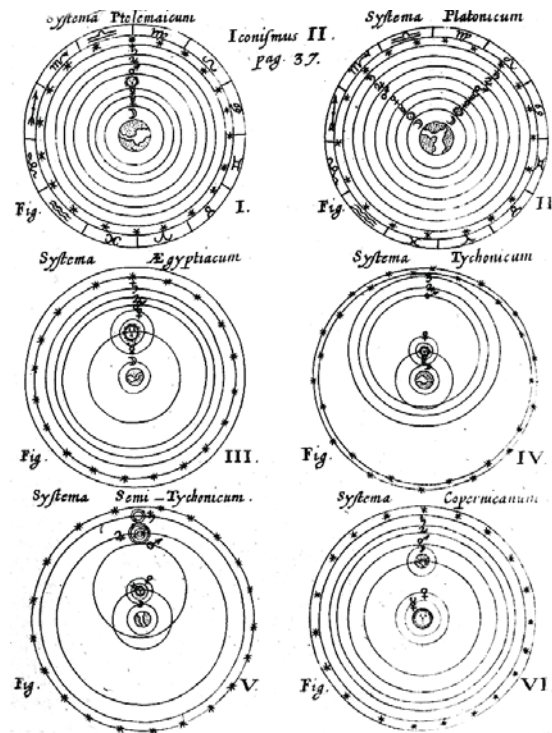 Systema Ptolemaicum
Iconismus II.
pag. 37.
Systema Platonicum
Fig. I.
Fig. II
Systema Ægyptiacum
Systema Tychonicum
Fig. III.
Fig. IV.
Systema Semi-Tychonicum.
Systema Copernicanum
Fig. V.
Fig. VI.